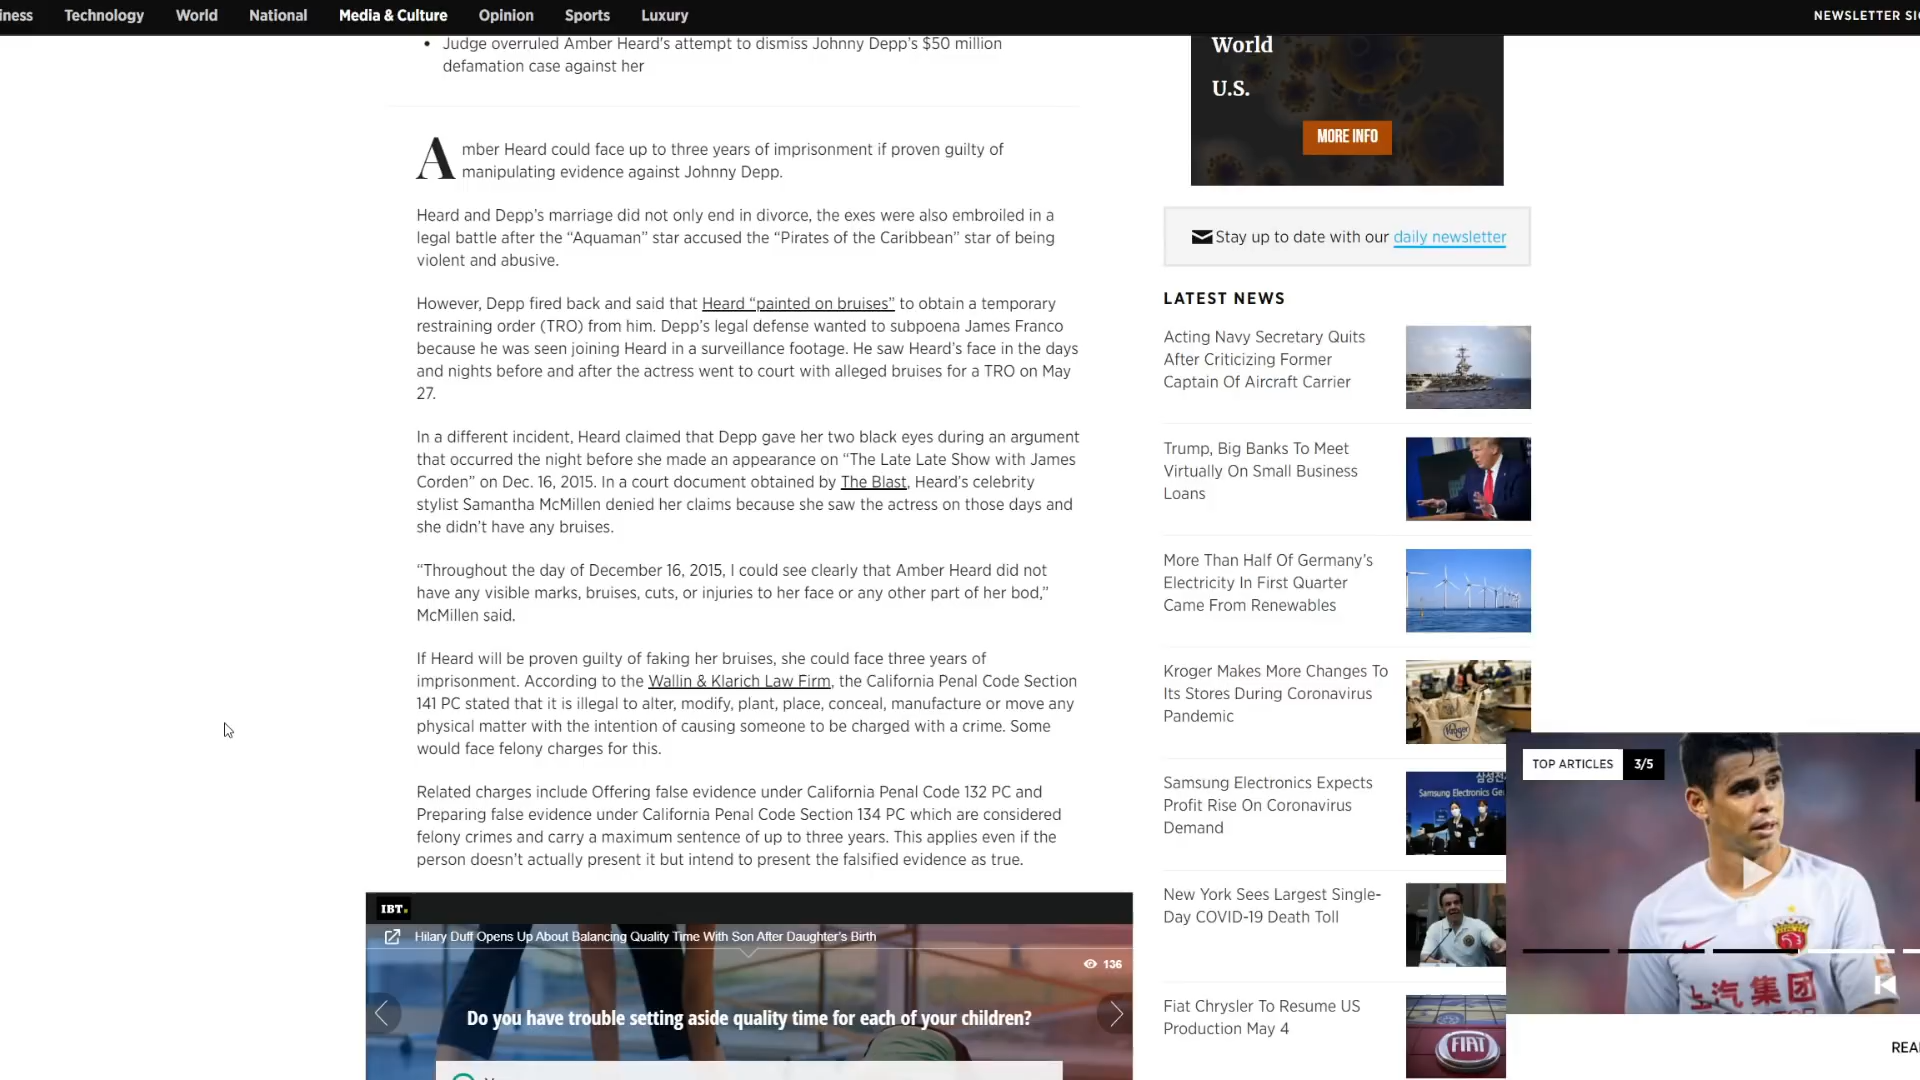 iness Technology World National Media & Culture Opinion Sports Luxury NEWSLETTER SI
Judge overruled Amber Heard's attempt to dismiss Johnny Depp's $50 million
defamation case against her
Amber Heard could face up to three years of imprisonment if proven guilty of
manipulating evidence against Johnny Depp.
Heard and Depp's marriage did not only end in divorce, the exes were also embroiled in a
legal battle after the “Aquaman” star accused the “Pirates of the Caribbean” star of being
violent and abusive.
However, Depp fired back and said that Heard “painted on bruises” to obtain a temporary
restraining order (TRO) from him. Depp’s legal defense wanted to subpoena James Franco
because he was seen joining Heard in a surveillance footage. He saw Heard’s face in the days
and nights before and after the actress went to court with alleged bruises for a TRO on May
27.
In a different incident, Heard claimed that Depp gave her two black eyes during an argument
that occurred the night before she made an appearance on “The Late Late Show with James
Corden” on Dec. 16, 2015. In a court document obtained by The Blast, Heard’s celebrity
stylist Samantha McMillen denied her claims because she saw the actress on those days and
she didn’t have any bruises.
“Throughout the day of December 16, 2015, I could see clearly that Amber Heard did not
have any visible marks, bruises, cuts, or injuries to her face or any other part of her bod,”
McMillen said.
If Heard will be proven guilty of faking her bruises, she could face three years of
imprisonment. According to the Wallin & Klarich Law Firm, the California Penal Code Section
141 PC stated that it is illegal to alter, modify, plant, place, conceal, manufacture or move any
physical matter with the intention of causing someone to be charged with a crime. Some
would face felony charges for this.
Related charges include Offering false evidence under California Penal Code 132 PC and
Preparing false evidence under California Penal Code Section 134 PC which are considered
felony crimes and carry a maximum sentence of up to three years. This applies even if the
person doesn’t actually present it but intend to present the falsified evidence as true.
IBT.
Hilary Duff Opens Up About Balancing Quality Time With Son After Daughter's Birth
136
Do you have trouble setting aside quality time for each of your children?
World
U.S.
MORE INFO
Stay up to date with our daily newsletter
LATEST NEWS
Acting Navy Secretary Quits
After Criticizing Former
Captain Of Aircraft Carrier
Trump, Big Banks To Meet
Virtually On Small Business
Loans
More Than Half Of Germany’s
Electricity In First Quarter
Came From Renewables
Kroger Makes More Changes To
Its Stores During Coronavirus
Pandemic
Kroger
Samsung Electronics Expects
Profit Rise On Coronavirus
Demand
삼성전
Samsung Electronics Ge
New York Sees Largest Single-
Day COVID-19 Death Toll
Fiat Chrysler To Resume US
Production May 4
FIAT
TOP ARTICLES 3/5
上汽集团
REA